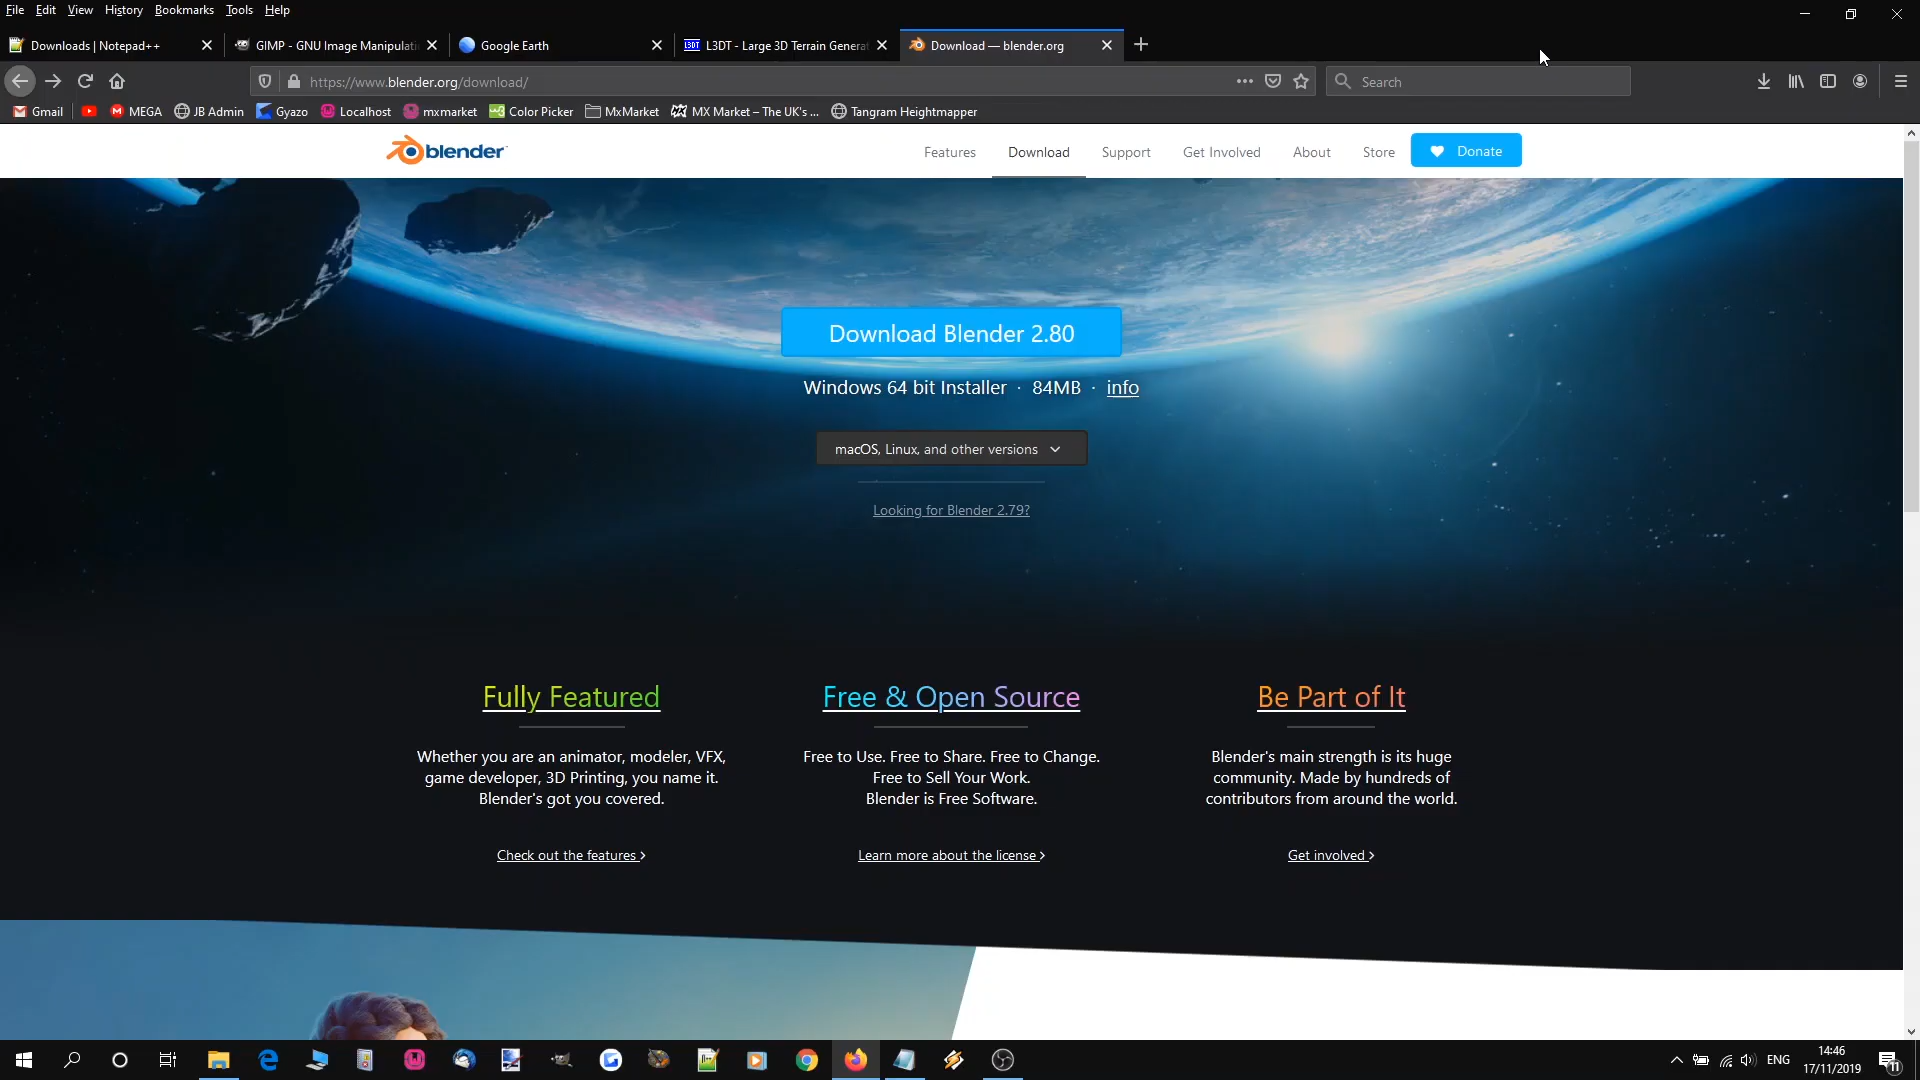 File Edit View History Bookmarks Tools Help
Downloads | Notepad++
GIMP - GNU Image Manipulati
Google Earth
L3DT L3DT - Large 3D Terrain Genera
Download — blender.org
https://www.blender.org/download/
Search
Gmail MEGA JB Admin Gyazo Localhost mxmarket Color Picker MxMarket MX Market – The UK's ... Tangram Heightmapper
blender
Features Download Support Get Involved About Store Donate
Download Blender 2.80
Windows 64 bit Installer · 84MB · info
macOS, Linux, and other versions
Looking for Blender 2.79?
Fully Featured
Whether you are an animator, modeler, VFX,
game developer, 3D Printing, you name it.
Blender's got you covered.
Check out the features
Free & Open Source
Free to Use. Free to Share. Free to Change.
Free to Sell Your Work.
Blender is Free Software.
Learn more about the license
Be Part of It
Blender's main strength is its huge
community. Made by hundreds of
contributors from around the world.
Get involved
ENG
14:46
17/11/2019
11